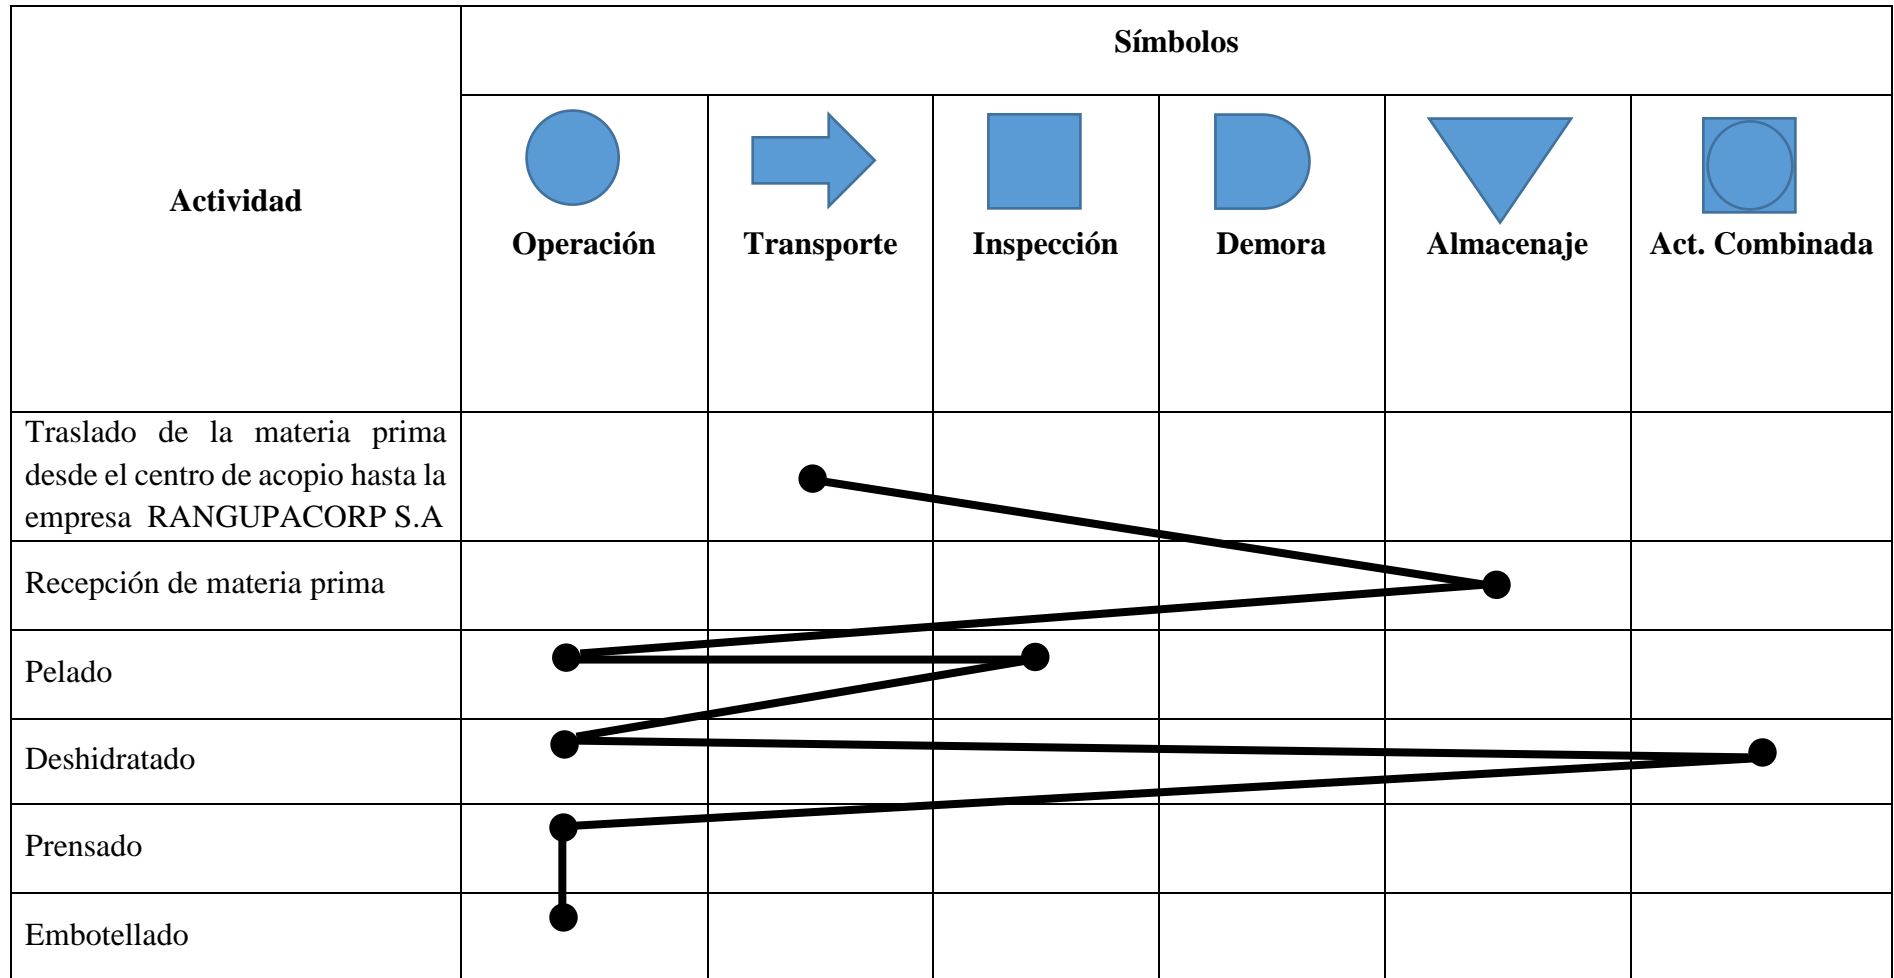 Símbolos
Actividad
Operación
Transporte
Inspección
Demora
Almacenaje
Act. Combinada
Traslado de la materia prima
desde el centro de acopio hasta la
empresa RANGUPACORP S.A
Recepción de materia prima
Pelado
Deshidratado
Prensado
Embotellado